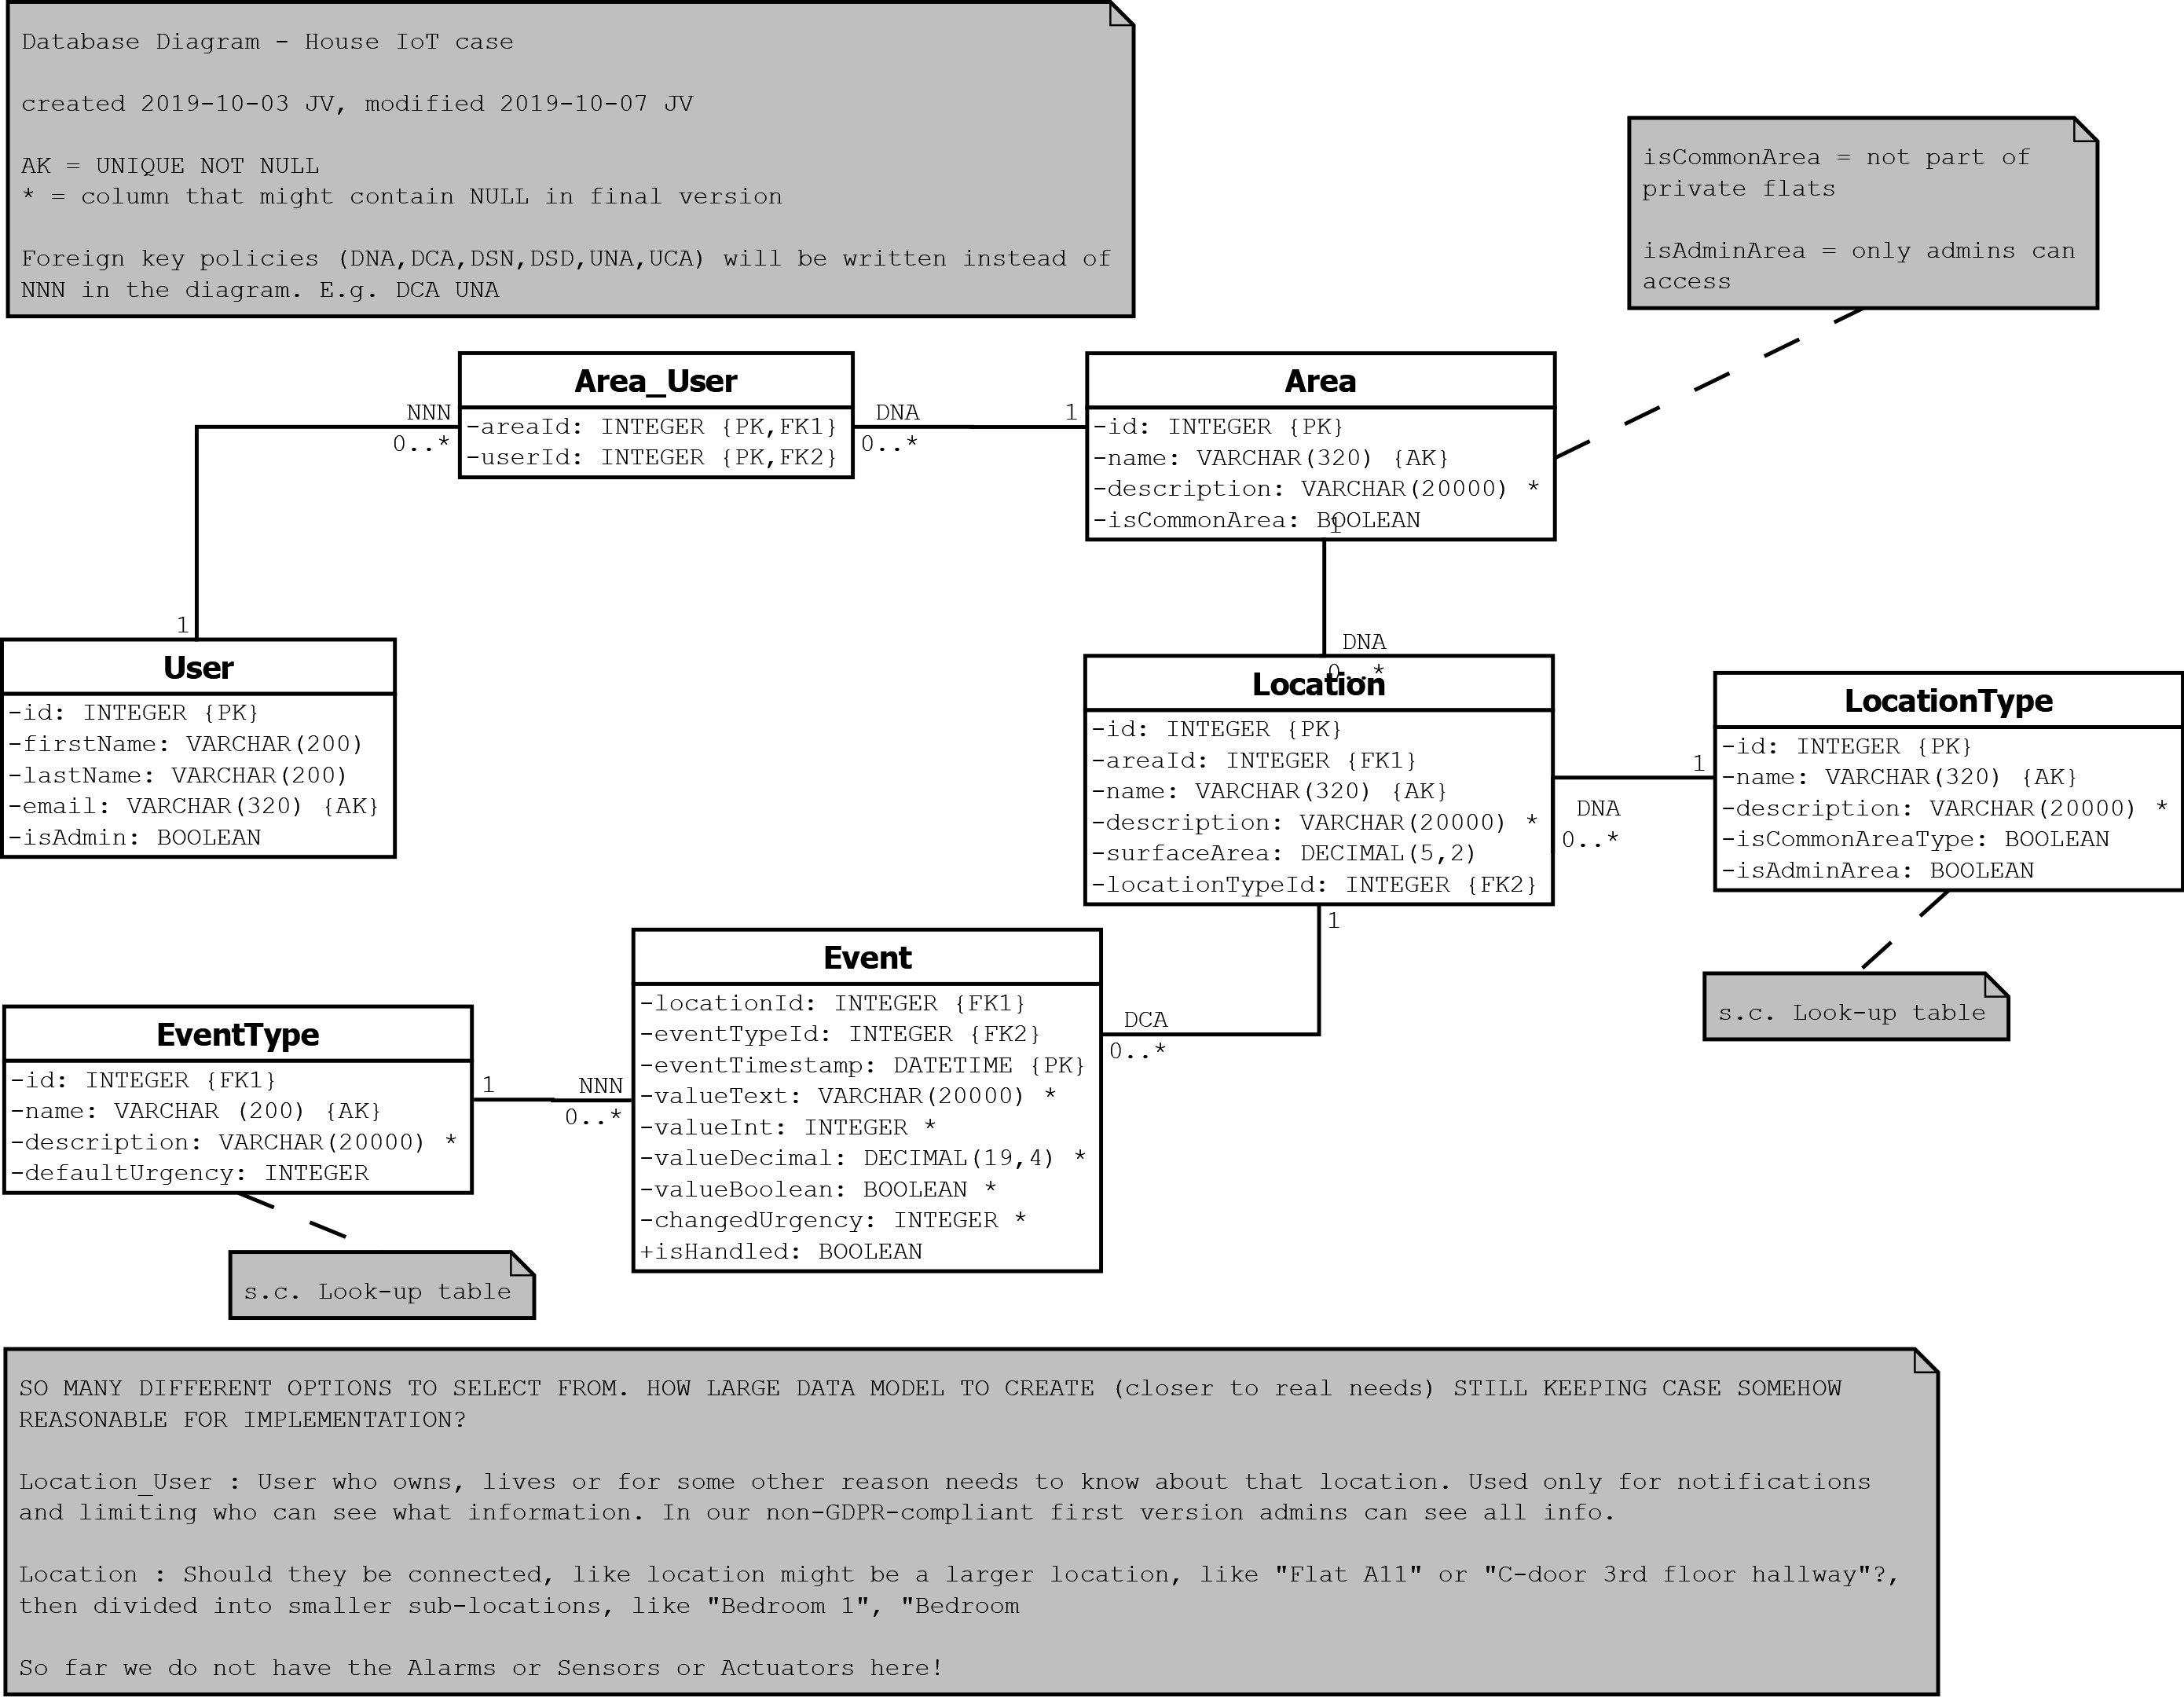 Database Diagram - House IoT case
created 2019-10-03 JV, modified 2019-10-07 JV
AK = UNIQUE NOT NULL
* = column that might contain NULL in final version
Foreign key policies (DNA,DCA,DSN,DSD,UNA,UCA) will be written instead of
NNN in the diagram. E.g. DCA UNA
isCommonArea = not part of
private flats
isAdminArea = only admins can
access
Area_User
-areaId: INTEGER {PK,FK1}
-userId: INTEGER {PK,FK2}
NNN
0..*
DNA
0..*
1
Area
-id: INTEGER {PK}
-name: VARCHAR(320) {AK}
-description: VARCHAR(20000) *
-isCommonArea: BOOLEAN
1
1
User
-id: INTEGER {PK}
-firstName: VARCHAR(200)
-lastName: VARCHAR(200)
-email: VARCHAR(320) {AK}
-isAdmin: BOOLEAN
DNA
0..*
Location
-id: INTEGER {PK}
-areaId: INTEGER {FK1}
-name: VARCHAR(320) {AK}
-description: VARCHAR(20000) *
-surfaceArea: DECIMAL(5,2)
-locationTypeId: INTEGER {FK2}
1
DNA
0..*
LocationType
-id: INTEGER {PK}
-name: VARCHAR(320) {AK}
-description: VARCHAR(20000) *
-isCommonAreaType: BOOLEAN
-isAdminArea: BOOLEAN
s.c. Look-up table
1
DCA
0..*
Event
-locationId: INTEGER {FK1}
-eventTypeId: INTEGER {FK2}
-eventTimestamp: DATETIME {PK}
-valueText: VARCHAR(20000) *
-valueInt: INTEGER *
-valueDecimal: DECIMAL(19,4) *
-valueBoolean: BOOLEAN *
-changedUrgency: INTEGER *
+isHandled: BOOLEAN
EventType
-id: INTEGER {FK1}
-name: VARCHAR (200) {AK}
-description: VARCHAR(20000) *
-defaultUrgency: INTEGER
1
NNN
0..*
s.c. Look-up table
SO MANY DIFFERENT OPTIONS TO SELECT FROM. HOW LARGE DATA MODEL TO CREATE (closer to real needs) STILL KEEPING CASE SOMEHOW
REASONABLE FOR IMPLEMENTATION?
Location_User : User who owns, lives or for some other reason needs to know about that location. Used only for notifications
and limiting who can see what information. In our non-GDPR-compliant first version admins can see all info.
Location : Should they be connected, like location might be a larger location, like "Flat A11" or "C-door 3rd floor hallway"?,
then divided into smaller sub-locations, like "Bedroom 1", "Bedroom
So far we do not have the Alarms or Sensors or Actuators here!